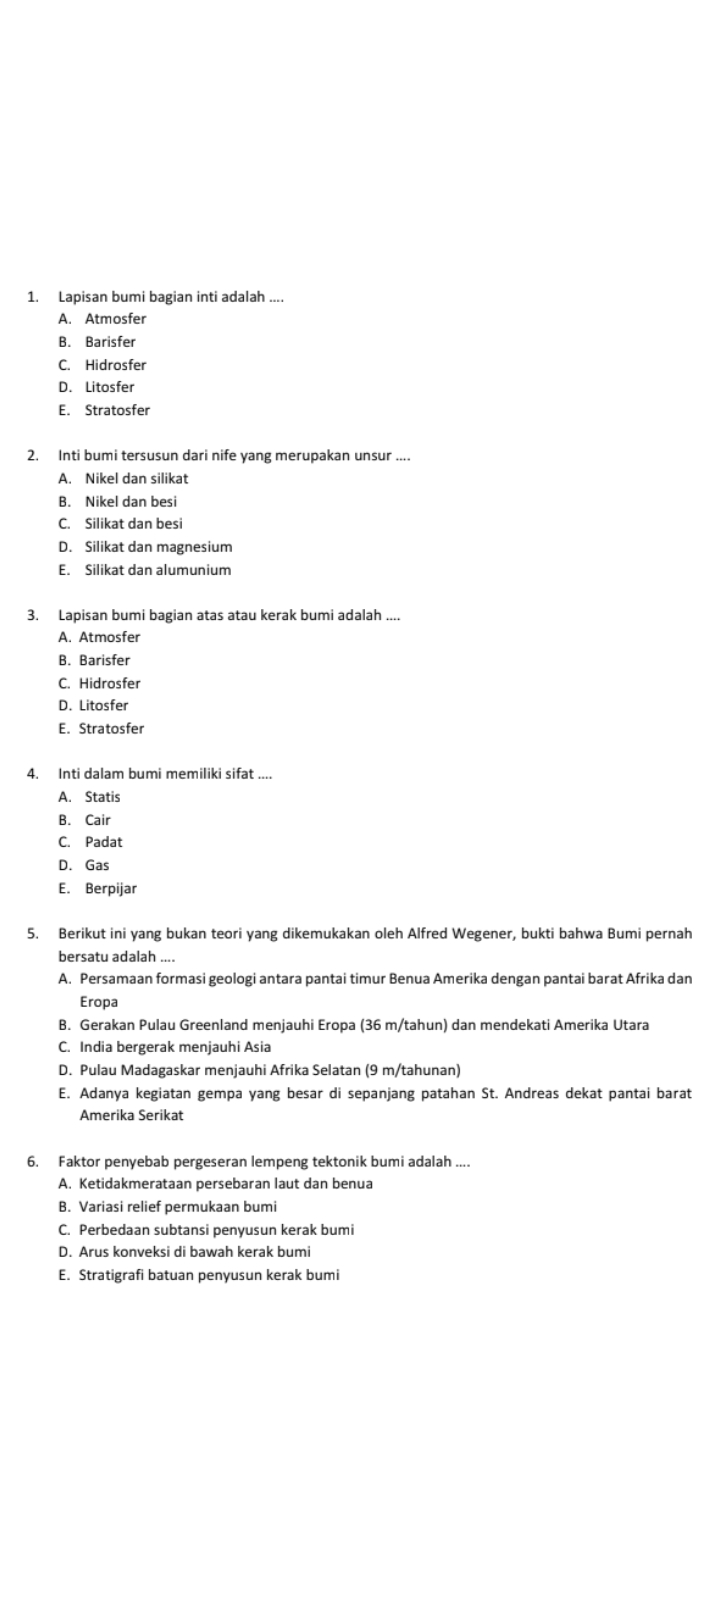 1. Lapisan bumi bagian inti adalah ....
A. Atmosfer
B. Barisfer
C. Hidrosfer
D. Litosfer
E. Stratosfer
2. Inti bumi tersusun dari nife yang merupakan unsur ....
A. Nikel dan silikat
B. Nikel dan besi
C. Silikat dan besi
D. Silikat dan magnesium
E. Silikat dan alumunium
3. Lapisan bumi bagian atas atau kerak bumi adalah ....
A. Atmosfer
B. Barisfer
C. Hidrosfer
D. Litosfer
E. Stratosfer
4. Inti dalam bumi memiliki sifat ....
A. Statis
B. Cair
C. Padat
D. Gas
E. Berpijar
5. Berikut ini yang bukan teori yang dikemukakan oleh Alfred Wegener, bukti bahwa Bumi pernah
bersatu adalah ....
A. Persamaan formasi geologi antara pantai timur Benua Amerika dengan pantai barat Afrika dan
Eropa
B. Gerakan Pulau Greenland menjauhi Eropa (36 m/tahun) dan mendekati Amerika Utara
C. India bergerak menjauhi Asia
D. Pulau Madagaskar menjauhi Afrika Selatan (9 m/tahunan)
E. Adanya kegiatan gempa yang besar di sepanjang patahan St. Andreas dekat pantai barat
Amerika Serikat
6. Faktor penyebab pergeseran lempeng tektonik bumi adalah ....
A. Ketidakmerataan persebaran laut dan benua
B. Variasi relief permukaan bumi
C. Perbedaan subtansi penyusun kerak bumi
D. Arus konveksi di bawah kerak bumi
E. Stratigrafi batuan penyusun kerak bumi